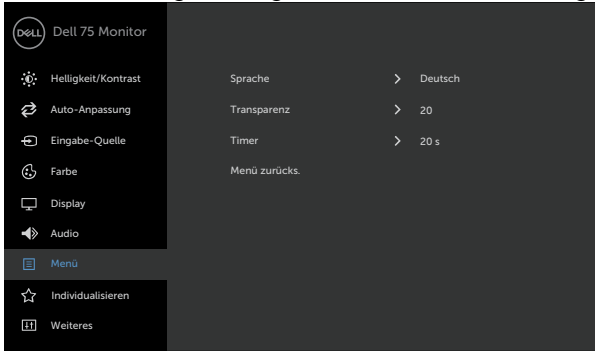 DELL
Dell 75 Monitor
Helligkeit/Kontrast
Auto-Anpassung
Eingabe-Quelle
Farbe
Display
Audio
Menü
Individualisieren
Weiteres
Sprache > Deutsch
Transparenz > 20
Timer > 20 s
Menü zurücks.